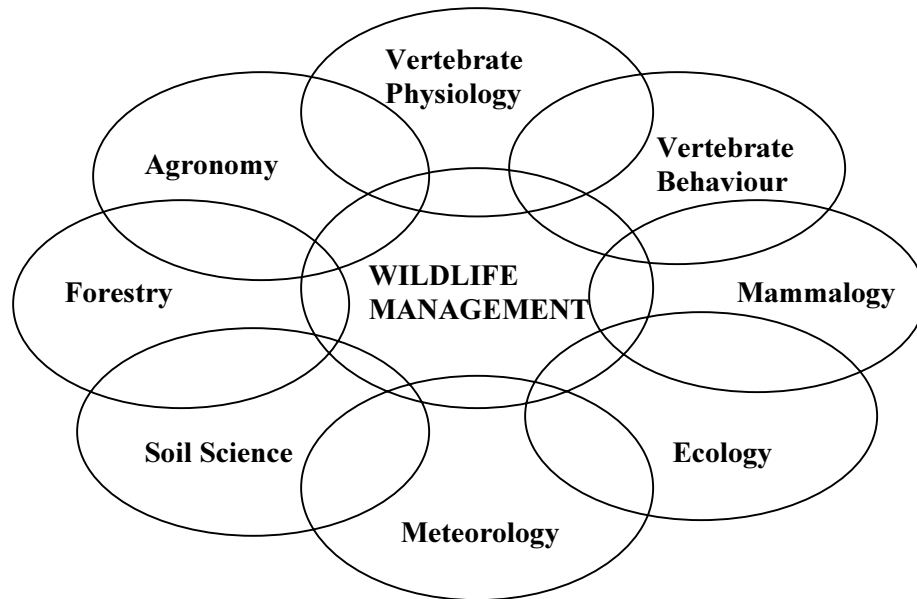 Vertebrate
Physiology
Agronomy
Vertebrate
Behaviour
Forestry
WILDLIFE
MANAGEMENT
Mammalogy
Soil Science
Ecology
Meteorology